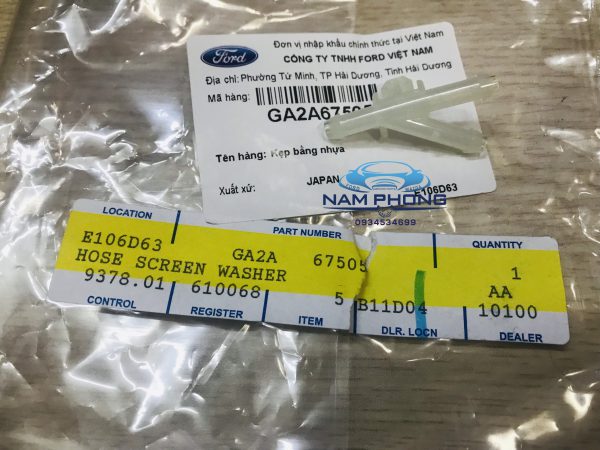 Đơn vị nhập khẩu chính thức tại Việt Nam
Ford
CÔNG TY TNHH FORD VIỆT NAM
Địa chỉ: Phường Tứ Minh, TP Hải Dương, Tỉnh Hải Dương
Mã hàng:
GA2A67505
Tên hàng: Kẹp bằng nhựa
Xuất xứ: JAPAN
E106D63
NAM PHONG
0934534699
LOCATION PART NUMBER QUANTITY
E106D63 GA2A 67505 1
HOSE SCREEN WASHER AA
9378.01 610068 5 B11D04 10100
CONTROL REGISTER ITEM DLR. LOCN DEALER